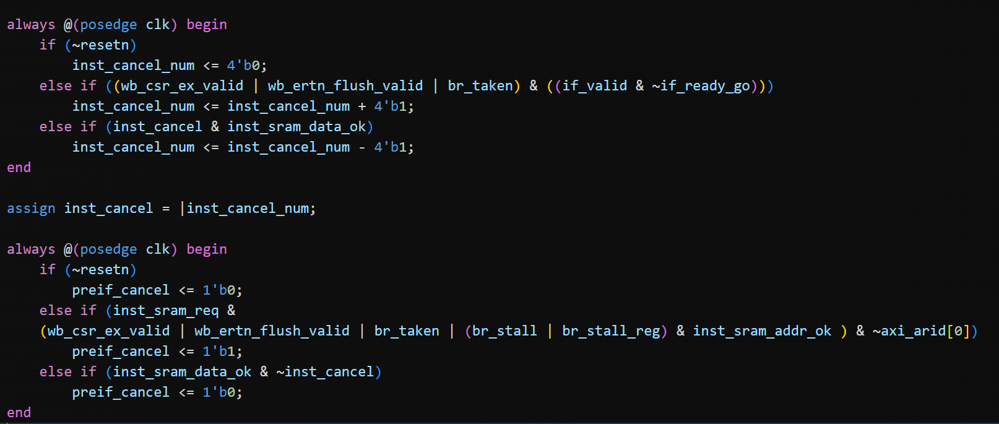 always @(posedge clk) begin
    if (~resetn)
        inst_cancel_num <= 4'b0;
    else if ((wb_csr_ex_valid | wb_ertn_flush_valid | br_taken) & ((if_valid & ~if_ready_go)))
        inst_cancel_num <= inst_cancel_num + 4'b1;
    else if (inst_cancel & inst_sram_data_ok)
        inst_cancel_num <= inst_cancel_num - 4'b1;
end

assign inst_cancel = |inst_cancel_num;

always @(posedge clk) begin
    if (~resetn)
        preif_cancel <= 1'b0;
    else if (inst_sram_req &
    (wb_csr_ex_valid | wb_ertn_flush_valid | br_taken | (br_stall | br_stall_reg) & inst_sram_addr_ok ) & ~axi_arid[0])
        preif_cancel <= 1'b1;
    else if (inst_sram_data_ok & ~inst_cancel)
        preif_cancel <= 1'b0;
end